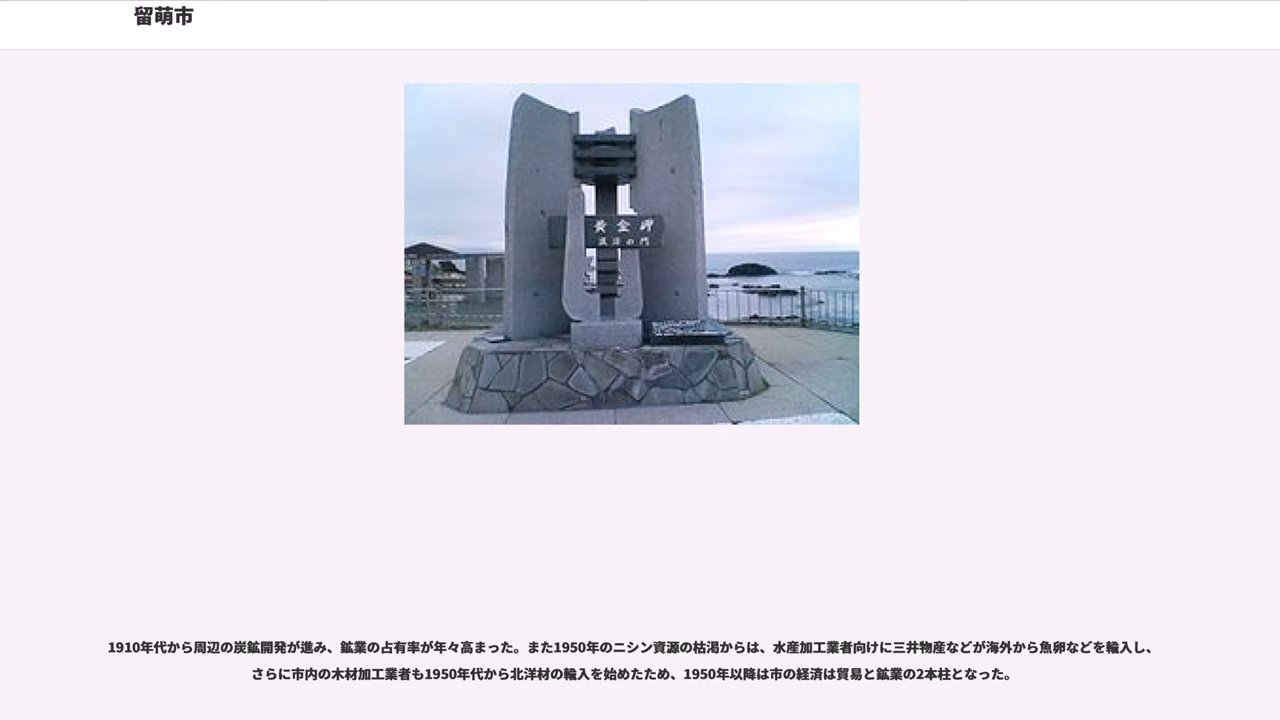 留萌市
黄金岬
波濤の門
1910年代から周辺の炭鉱開発が進み、鉱業の占有率が年々高まった。また1950年のニシン資源の枯渇からは、水産加工業者向けに三井物産などが海外から魚卵などを輸入し、
さらに市内の木材加工業者も1950年代から北洋材の輸入を始めたため、1950年以降は市の経済は貿易と鉱業の2本柱となった。